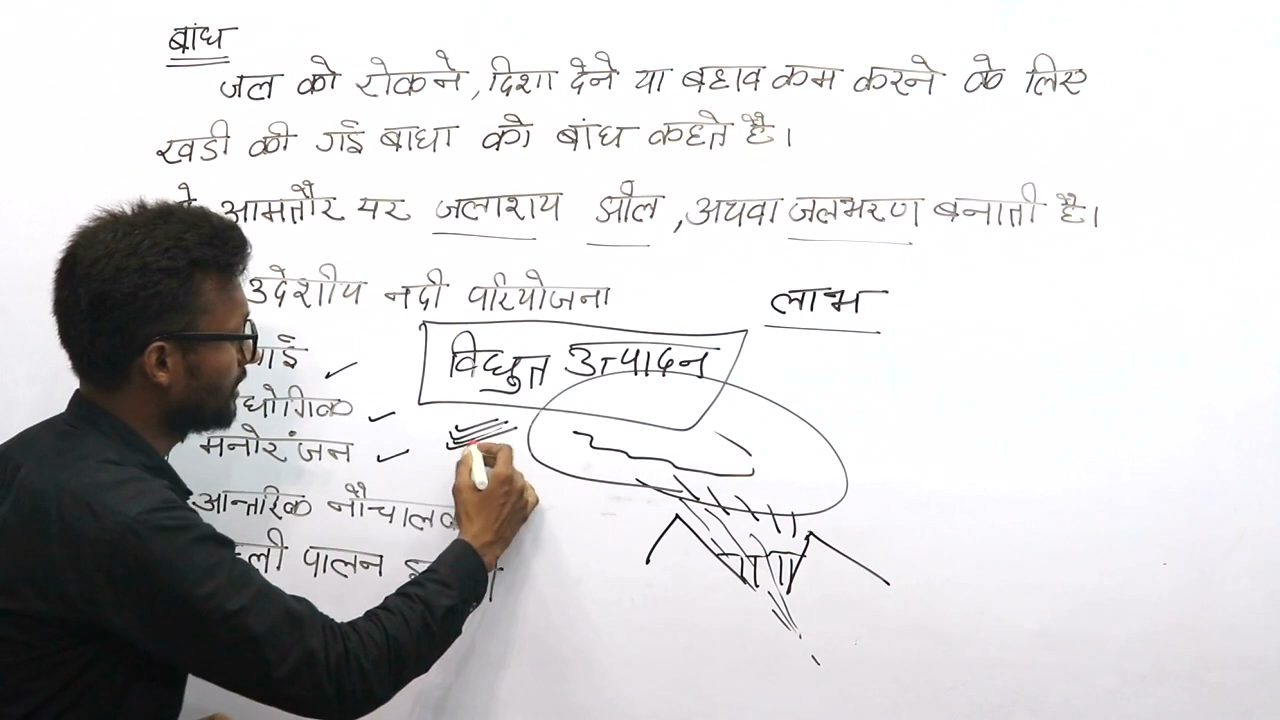 बांध
जल को रोकने, दिशा देने या बहाव कम करने के लिए
खडी की गई बाधा को बांध कहते है।
आमतौर पर जलाशय झील, अथवा जलभरण बनाती है।
उदेशीय नदी परियोजना
लाभ
विद्युत उत्पादन
मनोरंजन
आन्तरिक नौचालन
पालन